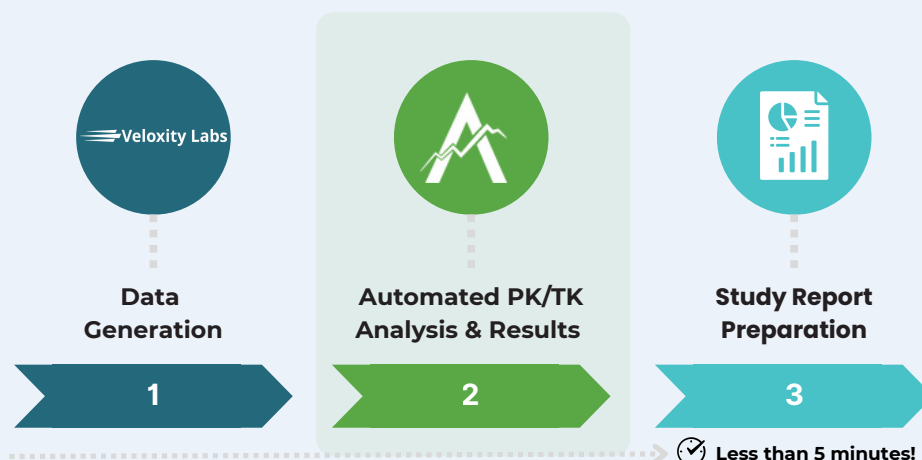 Veloxity Labs
Data
Generation
1
Automated PK/TK
Analysis & Results
2
Study Report
Preparation
3
Less than 5 minutes!